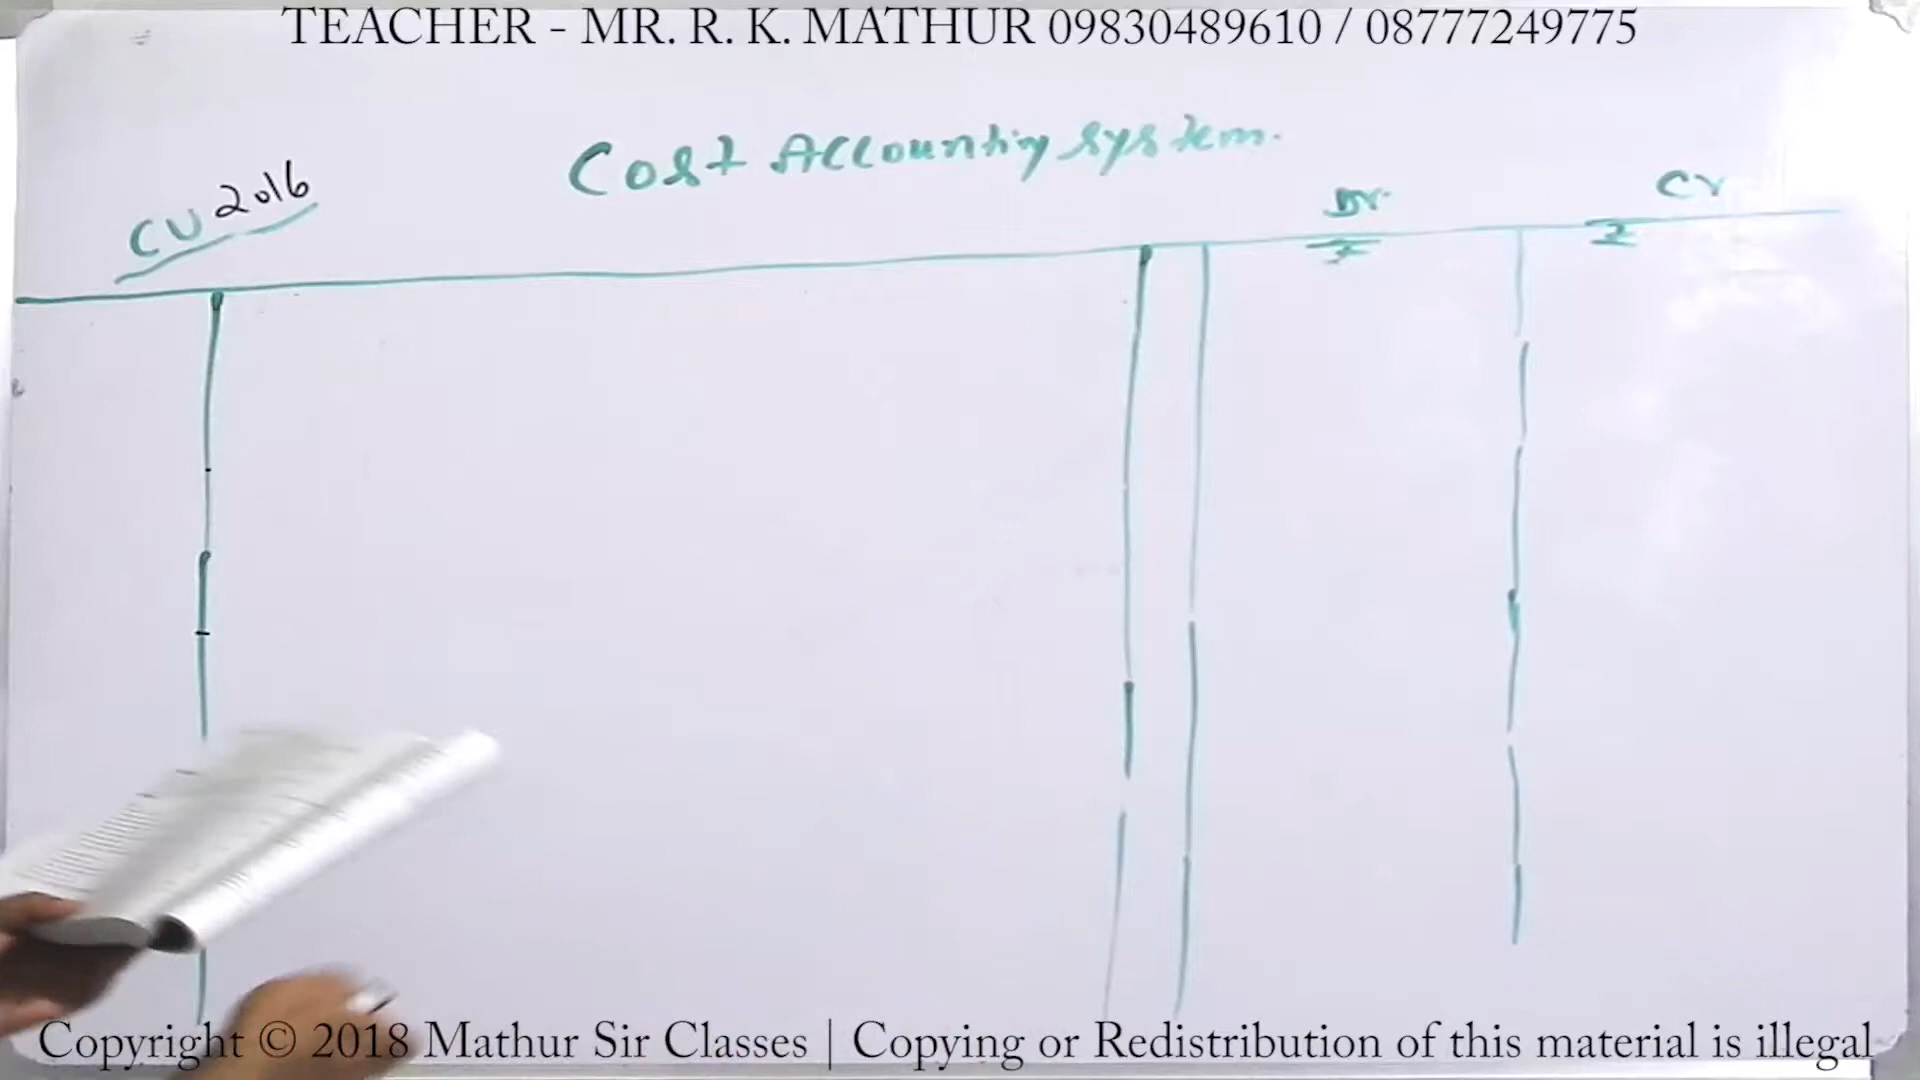 TEACHER - MR. R. K. MATHUR 09830489610 / 08777249775
Cost Accounting system.
CU 2016
Dr. Cr
Copyright © 2018 Mathur Sir Classes | Copying or Redistribution of this material is illegal